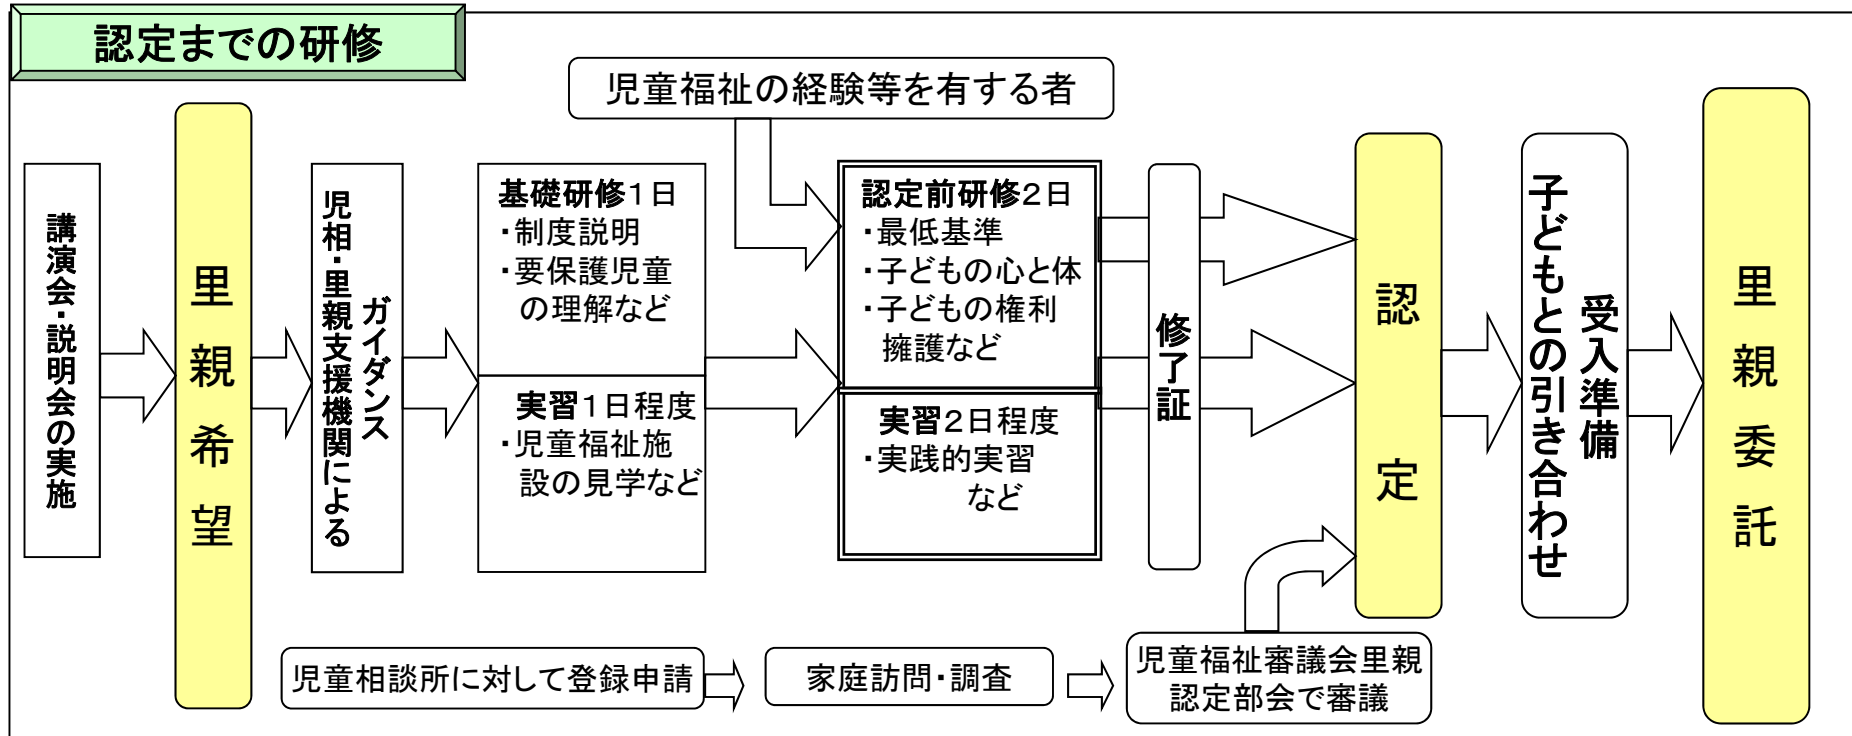 認定までの研修
児童福祉の経験等を有する者
講演会・説明会の実施
里親希望
児相・里親支援機関による
ガイダンス
基礎研修1日
・制度説明
・要保護児童
の理解など
実習1日程度
・児童福祉施
設の見学など
認定前研修2日
・最低基準
・子どもの心と体
・子どもの権利
擁護など
実習2日程度
・実践的実習
など
修了証
認定
子どもとの引き合わせ
受入準備
里親委託
児童相談所に対して登録申請
家庭訪問・調査
児童福祉審議会里親
認定部会で審議